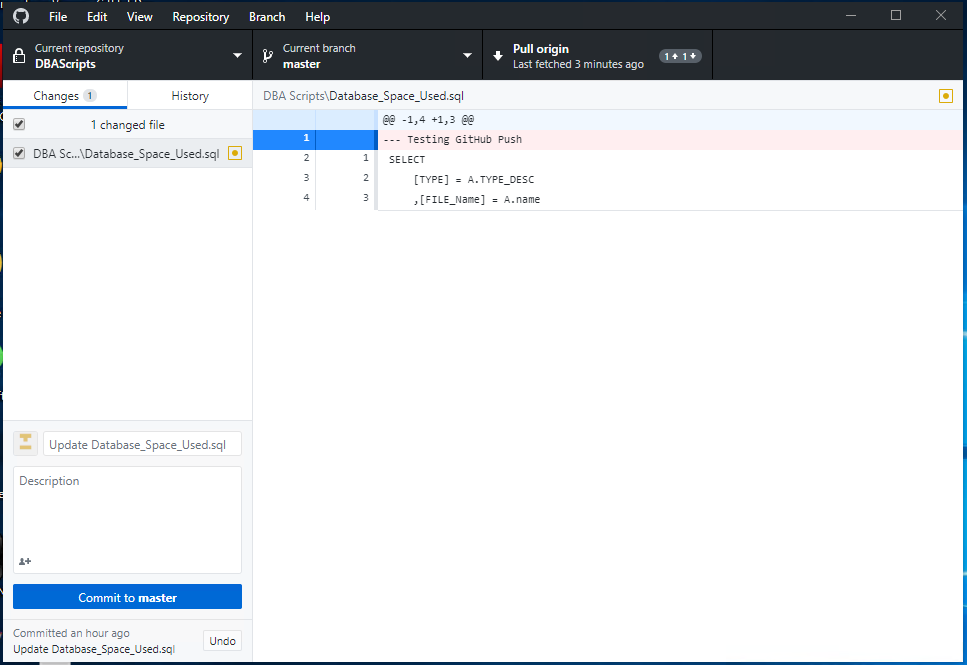 File Edit View Repository Branch Help
Current repository
DBAScripts
Current branch
master
Pull origin
Last fetched 3 minutes ago
1 1
Changes 1
History
1 changed file
DBA Sc...\Database_Space_Used.sql
DBA Scripts\Database_Space_Used.sql
@@ -1,4 +1,3 @@
1 --- Testing GitHub Push
2 1 SELECT
3 2 [TYPE] = A.TYPE_DESC
4 3 ,[FILE_Name] = A.name
Update Database_Space_Used.sql
Description
Commit to master
Committed an hour ago
Update Database_Space_Used.sql
Undo